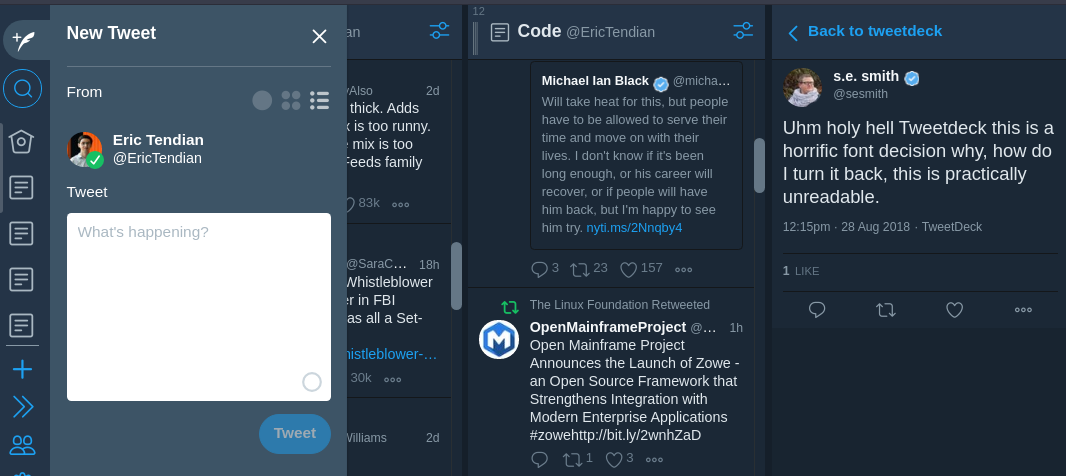 New Tweet
From
Eric Tendian
@EricTendian
Tweet
What's happening?
Tweet
2d
thick. Adds
is too runny.
mix is too
Feeds family
83k
@SaraC… 18h
Whistleblower
er in FBI
as all a Set-
histleblower-…
30k
Williams 2d
12
Code @EricTendian
Michael Ian Black @micha…
Will take heat for this, but people
have to be allowed to serve their
time and move on with their
lives. I don't know if it's been
long enough, or his career will
recover, or if people will have
him back, but I'm happy to see
him try. nyti.ms/2Nnqby4
3 23 157
The Linux Foundation Retweeted
OpenMainframeProject @… 1h
Open Mainframe Project
Announces the Launch of Zowe -
an Open Source Framework that
Strengthens Integration with
Modern Enterprise Applications
#zowehttp://bit.ly/2wnhZaD
1 3
Back to tweetdeck
s.e. smith
@sesmith
Uhm holy hell Tweetdeck this is a
horrific font decision why, how do
I turn it back, this is practically
unreadable.
12:15pm · 28 Aug 2018 · TweetDeck
1 LIKE